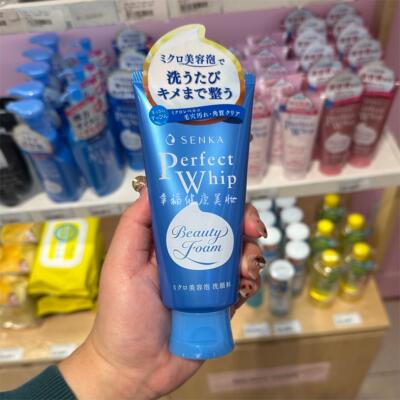 ミクロ美容泡で
洗うたび
キメまで整う
毛穴汚れ・角質クリア
SENKA
Perfect
Whip
幸福健康美妝
Beauty
Foam
ミクロ美容泡 洗顔料